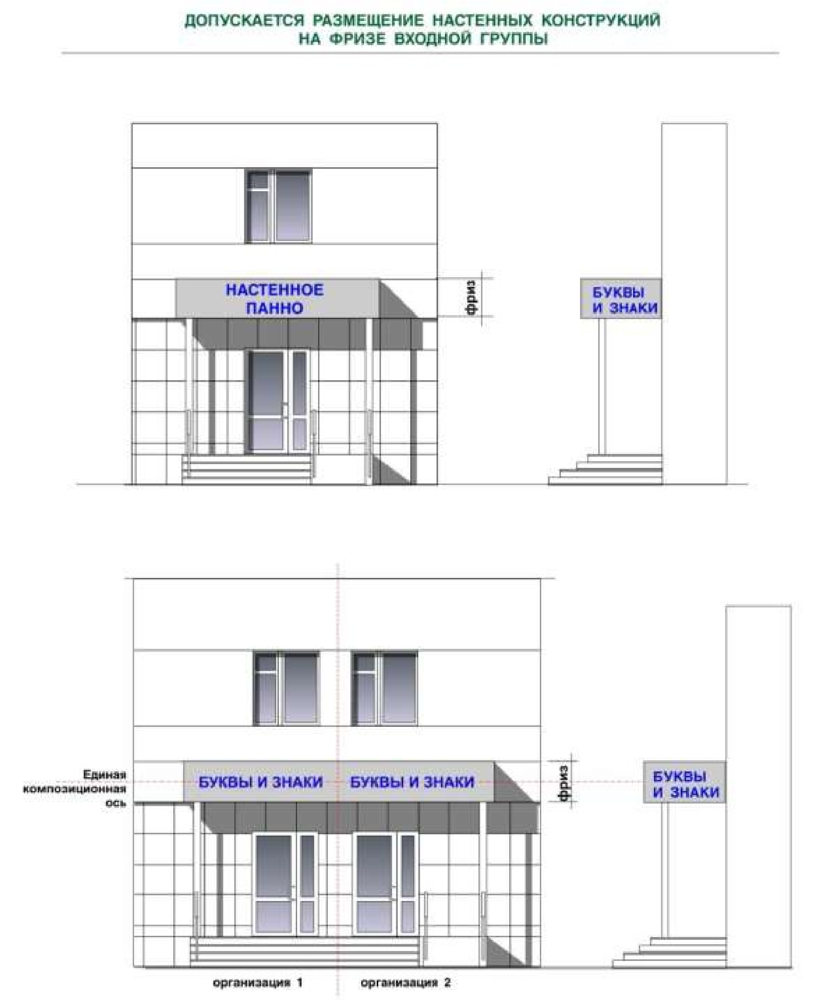 ДОПУСКАЕТСЯ РАЗМЕЩЕНИЕ НАСТЕННЫХ КОНСТРУКЦИЙ
НА ФРИЗЕ ВХОДНОЙ ГРУППЫ
НАСТЕННОЕ
ПАННО
фриз
БУКВЫ
И ЗНАКИ
Единая
композиционная
ось
БУКВЫ И ЗНАКИ
БУКВЫ И ЗНАКИ
фриз
БУКВЫ
И ЗНАКИ
организация 1
организация 2